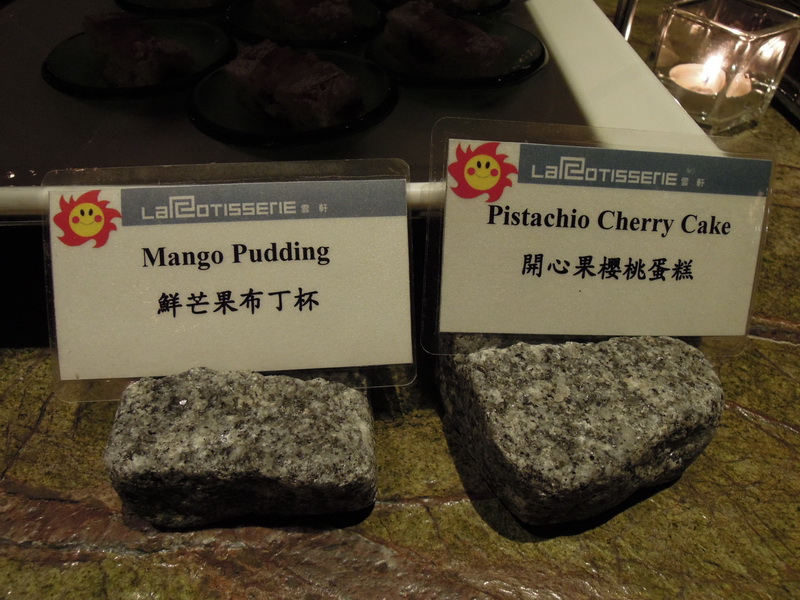 LaROTISSERIE 雲軒
Mango Pudding
鮮芒果布丁杯
LaROTISSERIE 雲軒
Pistachio Cherry Cake
開心果櫻桃蛋糕